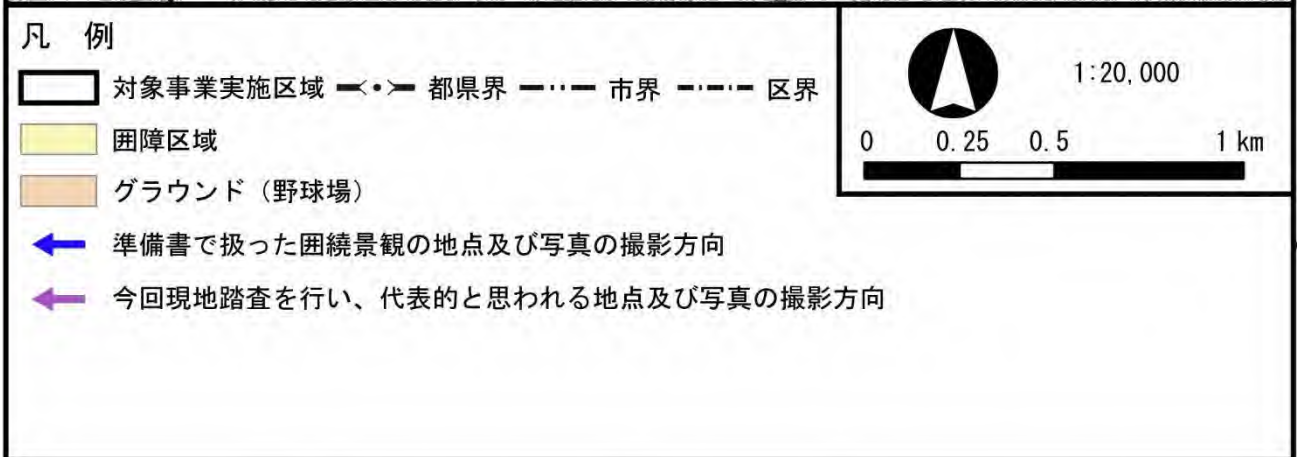 凡 例
対象事業実施区域 都県界 市界 区界
囲障区域
グラウンド（野球場）
準備書で扱った囲繞景観の地点及び写真の撮影方向
今回現地踏査を行い、代表的と思われる地点及び写真の撮影方向
1:20,000
0 0.25 0.5 1 km